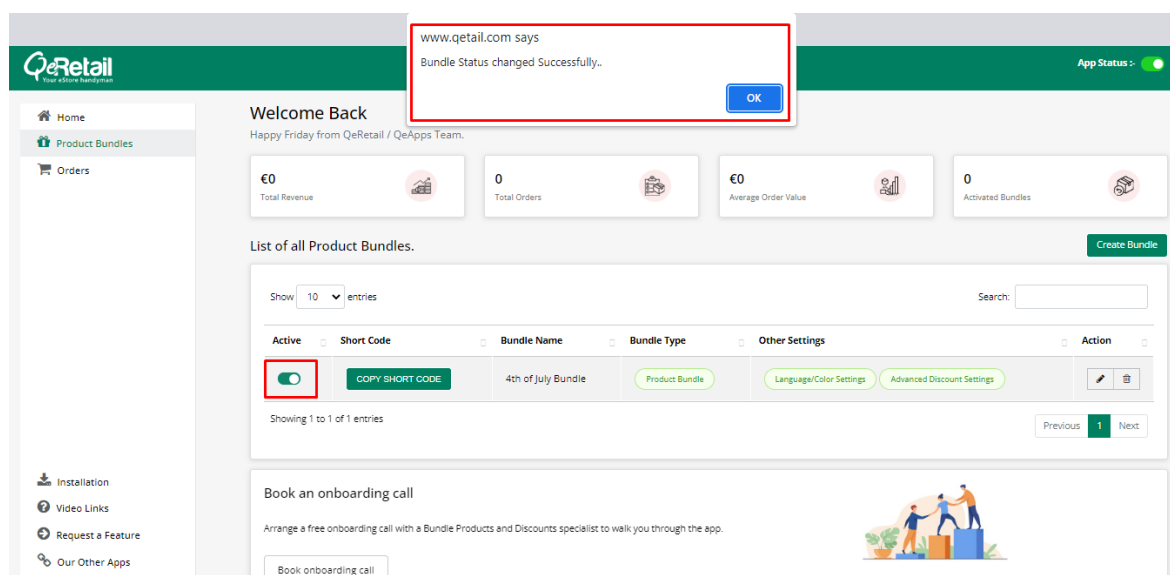 www.qetail.com says
Bundle Status changed Successfully..
OK
QeRetail
Your eStore handyman
App Status :-
Home
Product Bundles
Orders
Installation
Video Links
Request a Feature
Our Other Apps
Welcome Back
Happy Friday from QeRetail / QeApps Team.
€0
Total Revenue
0
Total Orders
€0
Average Order Value
0
Activated Bundles
List of all Product Bundles.
Create Bundle
Show 10 entries
Search:
Active Short Code Bundle Name Bundle Type Other Settings Action
COPY SHORT CODE 4th of July Bundle Product Bundle Language/Color Settings Advanced Discount Settings
Showing 1 to 1 of 1 entries
Previous 1 Next
Book an onboarding call
Arrange a free onboarding call with a Bundle Products and Discounts specialist to walk you through the app.
Book onboarding call